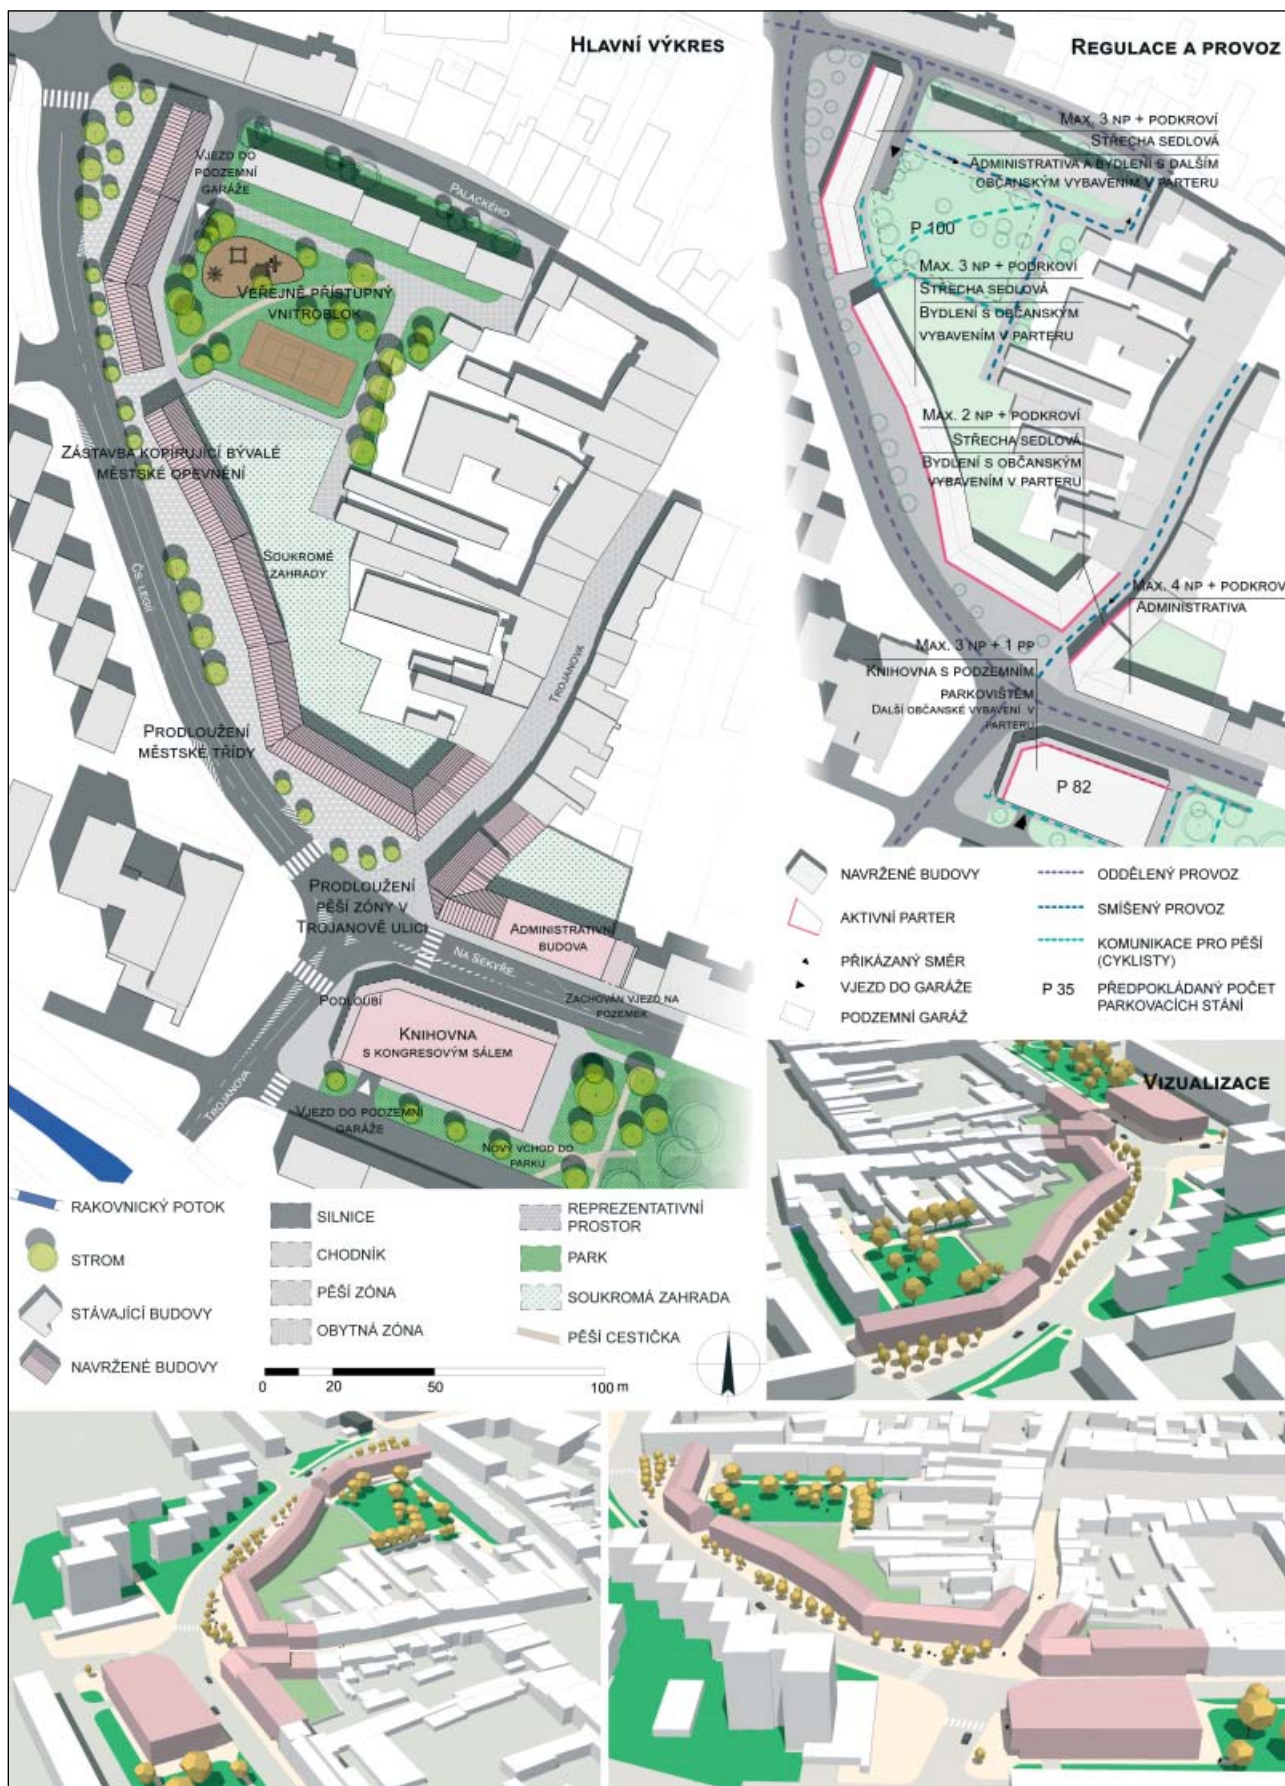 HLAVNÍ VÝKRES
VJEZD DO
PODZEMNÍ
GARÁŽE
PALACKÉHO
VEŘEJNĚ PŘÍSTUPNÝ
VNITROBLOK
ZÁSTAVBA KOPÍRUJÍCÍ BÝVALÉ
MĚSTSKÉ OPEVNĚNÍ
SOUKROMÉ
ZAHRADY
ČS. LEGIÍ
TROJANOVA
PRODLOUŽENÍ
MĚSTSKÉ TŘÍDY
PRODLOUŽENÍ
PĚŠÍ ZÓNY V
TROJANOVĚ ULICI
ADMINISTRATIVNÍ
BUDOVA
NA SEKYŘE
ZACHOVÁN VJEZD NA
POZEMEK
PODLOUBÍ
KNIHOVNA
S KONGRESOVÝM SÁLEM
TROJANOVA
VJEZD DO PODZEMNÍ
GARÁŽE
NOVÝ VCHOD DO
PARKU
RAKOVNICKÝ POTOK
STROM
STÁVAJÍCÍ BUDOVY
NAVRŽENÉ BUDOVY
SILNICE
CHODNÍK
PĚŠÍ ZÓNA
OBYTNÁ ZÓNA
REPREZENTATIVNÍ
PROSTOR
PARK
SOUKROMÁ ZAHRADA
PĚŠÍ CESTIČKA
0 20 50 100 m
REGULACE A PROVOZ
MAX. 3 NP + PODKROVÍ
STŘECHA SEDLOVÁ
ADMINISTRATIVA A BYDLENÍ S DALŠÍM
OBČANSKÝM VYBAVENÍM V PARTERU
P 100
MAX. 3 NP + PODRKOVÍ
STŘECHA SEDLOVÁ
BYDLENÍ S OBČANSKÝM
VYBAVENÍM V PARTERU
MAX. 2 NP + PODKROVÍ
STŘECHA SEDLOVÁ
BYDLENÍ S OBČANSKÝM
VYBAVENÍM V PARTERU
MAX. 4 NP + PODKROV
ADMINISTRATIVA
MAX. 3 NP + 1 PP
KNIHOVNA S PODZEMNÍM
PARKOVIŠTĚM
DALŠÍ OBČANSKÉ VYBAVENÍ V
PARTERU
P 82
NAVRŽENÉ BUDOVY
AKTIVNÍ PARTER
PŘIKÁZANÝ SMĚR
VJEZD DO GARÁŽE
PODZEMNÍ GARÁŽ
ODDĚLENÝ PROVOZ
SMÍŠENÝ PROVOZ
KOMUNIKACE PRO PĚŠÍ
(CYKLISTY)
P 35 PŘEDPOKLÁDANÝ POČET
PARKOVACÍCH STÁNÍ
VIZUALIZACE